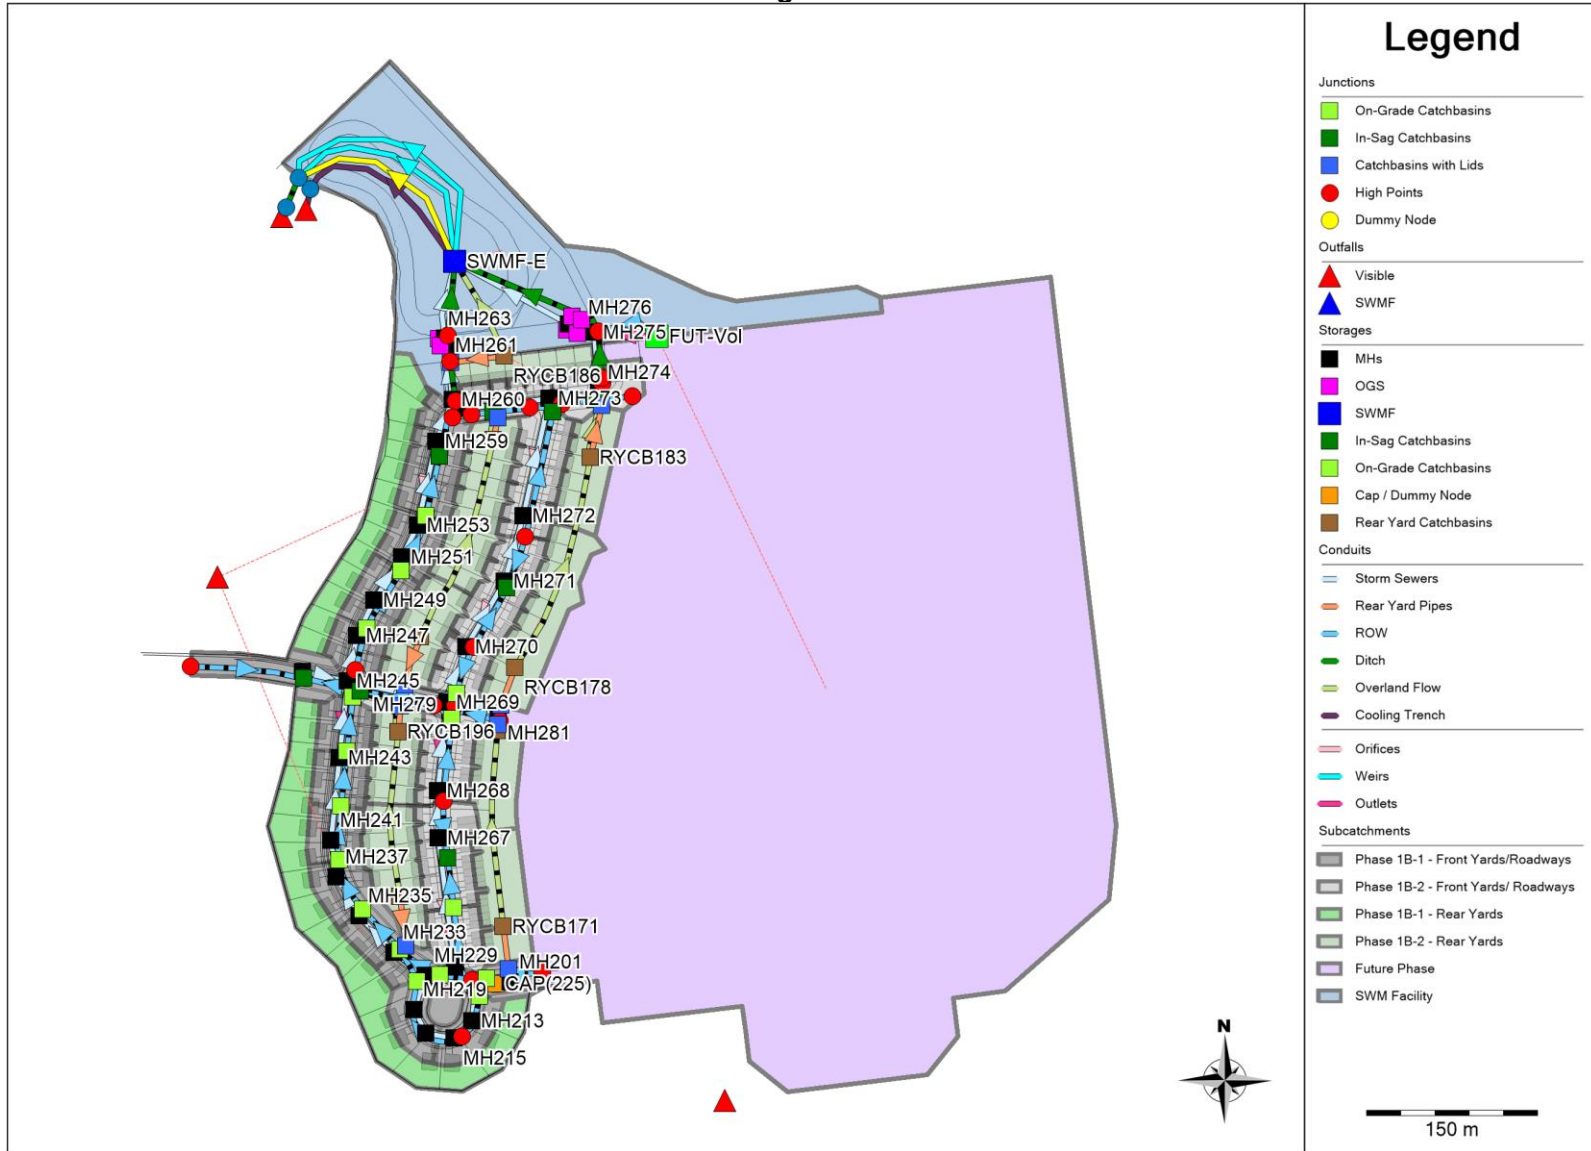 Legend
Junctions
On-Grade Catchbasins
In-Sag Catchbasins
Catchbasins with Lids
High Points
Dummy Node
Outfalls
Visible
SWMF
Storages
MHs
OGS
SWMF
In-Sag Catchbasins
On-Grade Catchbasins
Cap / Dummy Node
Rear Yard Catchbasins
Conduits
Storm Sewers
Rear Yard Pipes
ROW
Ditch
Overland Flow
Cooling Trench
Orifices
Weirs
Outlets
Subcatchments
Phase 1B-1 - Front Yards/Roadways
Phase 1B-2 - Front Yards/ Roadways
Phase 1B-1 - Rear Yards
Phase 1B-2 - Rear Yards
Future Phase
SWM Facility
150 m
N
SWMF-E
MH276
MH263
MH275
FUT-Vol
MH261
RYCB186
MH274
MH260
MH273
MH259
RYCB183
MH272
MH253
MH251
MH271
MH249
MH247
MH270
MH245
RYCB178
MH279
MH269
RYCB196
MH281
MH243
MH268
MH241
MH267
MH237
MH235
RYCB171
MH233
MH229
MH201
MH219
CAP(225)
MH213
MH215